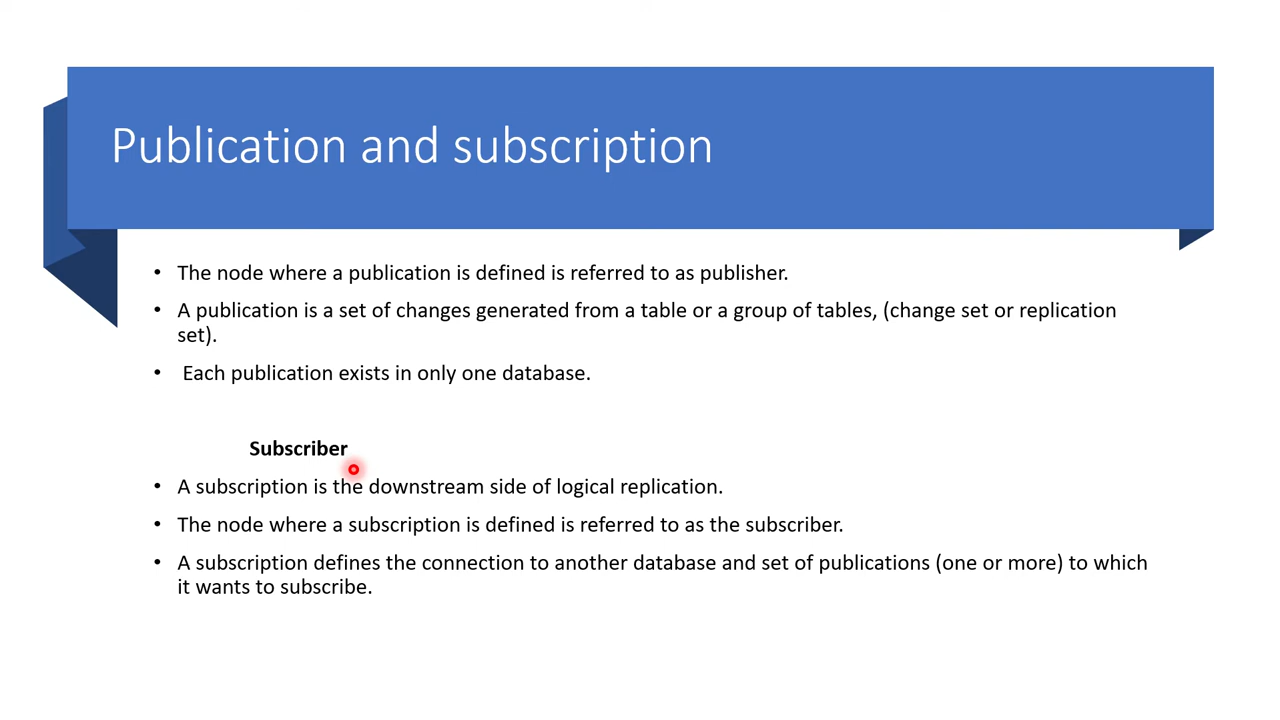 Publication and subscription
• The node where a publication is defined is referred to as publisher.
• A publication is a set of changes generated from a table or a group of tables, (change set or replication
set).
• Each publication exists in only one database.
Subscriber
• A subscription is the downstream side of logical replication.
• The node where a subscription is defined is referred to as the subscriber.
• A subscription defines the connection to another database and set of publications (one or more) to which
it wants to subscribe.